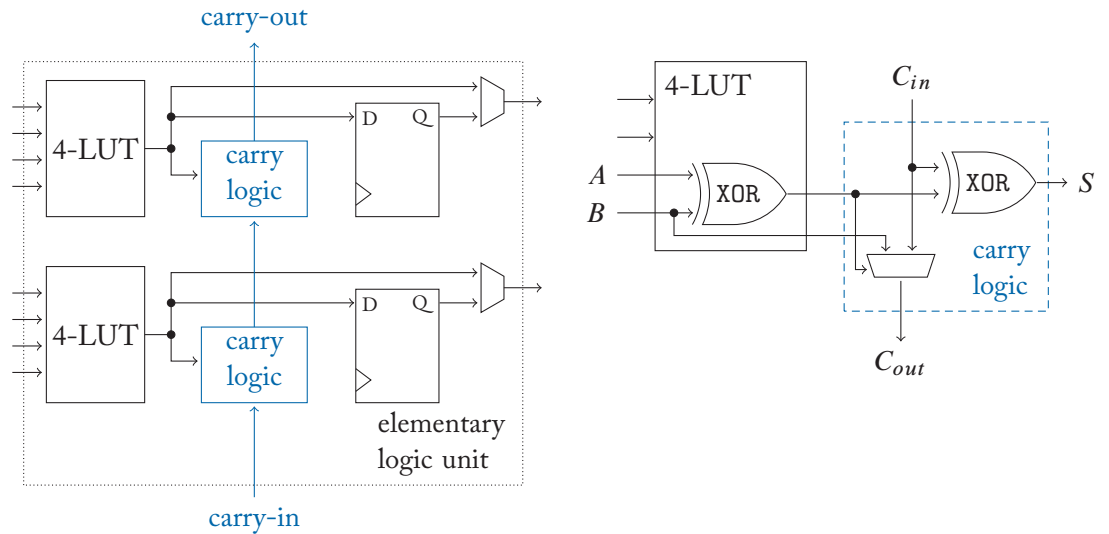 carry-out
4-LUT
carry
logic
D
Q
4-LUT
carry
logic
D
Q
elementary
logic unit
carry-in
4-LUT
A
B
XOR
C_in
XOR
S
carry
logic
C_out